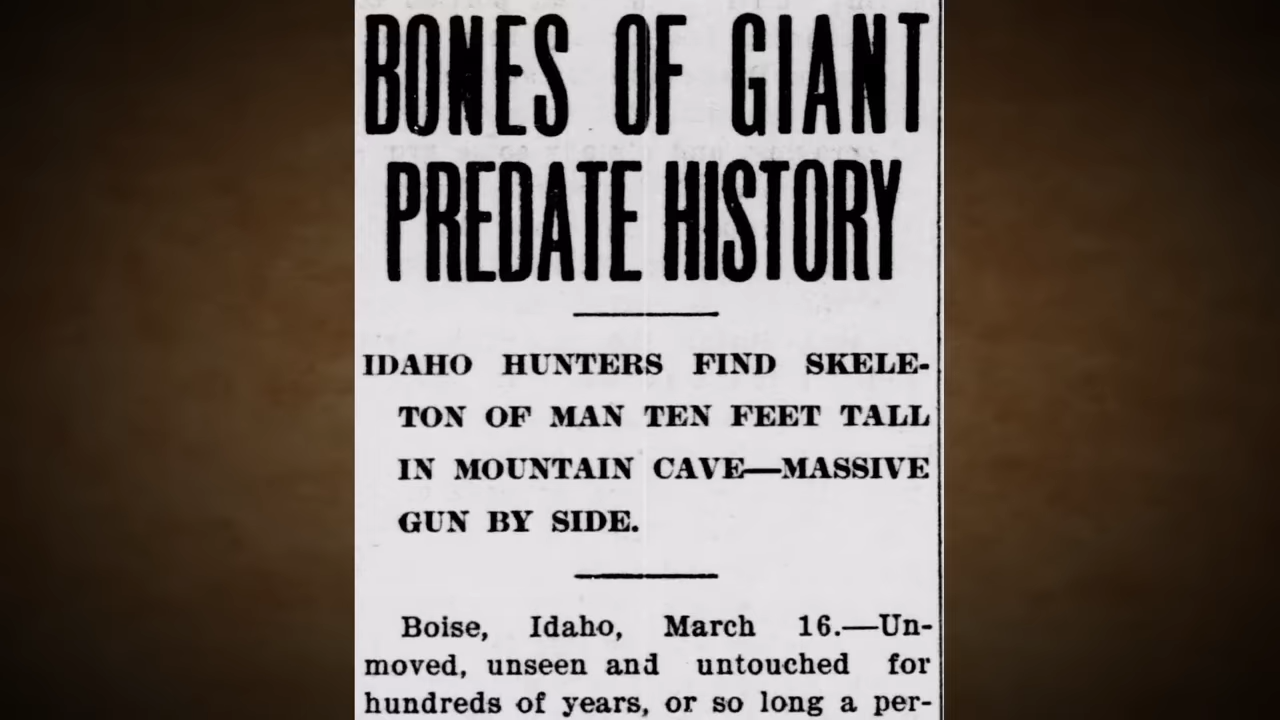 BONES OF GIANT
PREDATE HISTORY
IDAHO HUNTERS FIND SKELE-
TON OF MAN TEN FEET TALL
IN MOUNTAIN CAVE—MASSIVE
GUN BY SIDE.
Boise, Idaho, March 16.—Un-
moved, unseen and untouched for
hundreds of years, or so long a per-